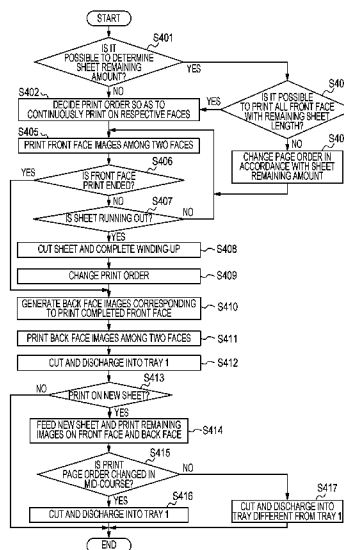 START
S401
IS IT
POSSIBLE TO DETERMINE
SHEET REMAINING
AMOUNT?
YES
NO
S402
DECIDE PRINT ORDER SO AS TO
CONTINUOUSLY PRINT ON RESPECTIVE FACES
IS IT POSSIBLE
TO PRINT ALL FRONT FACE
WITH REMAINING SHEET
LENGTH?
YES
NO
CHANGE PAGE ORDER IN
ACCORDANCE WITH SHEET
REMAINING AMOUNT
S405
PRINT FRONT FACE IMAGES AMONG TWO FACES
S406
IS FRONT FACE
PRINT ENDED?
YES
NO
S407
IS SHEET RUNNING OUT?
NO
YES
CUT SHEET AND COMPLETE WINDING-UP
S408
CHANGE PRINT ORDER
S409
GENERATE BACK FACE IMAGES CORRESPONDING
TO PRINT COMPLETED FRONT FACE
S410
PRINT BACK FACE IMAGES AMONG TWO FACES
S411
CUT AND DISCHARGE INTO TRAY 1
S412
S413
NO
PRINT ON NEW SHEET?
YES
FEED NEW SHEET AND PRINT REMAINING
IMAGES ON FRONT FACE AND BACK FACE
S414
S415
IS PRINT
PAGE ORDER CHANGED IN
MID-COURSE?
NO
YES
S416
CUT AND DISCHARGE INTO TRAY 1
S417
CUT AND DISCHARGE INTO
TRAY DIFFERENT FROM TRAY 1
END